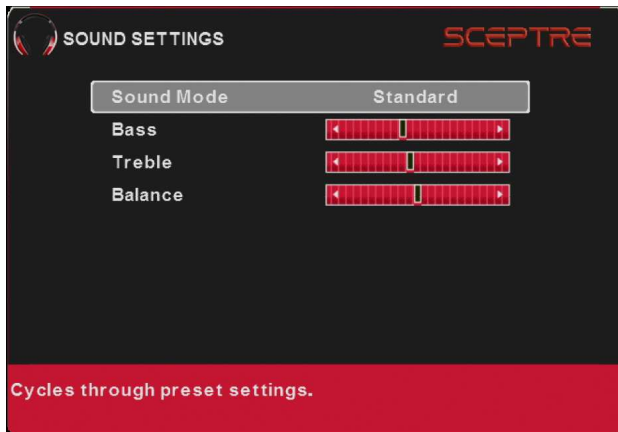 SOUND SETTINGS
SCEPTRE
Sound Mode Standard
Bass
Treble
Balance
Cycles through preset settings.